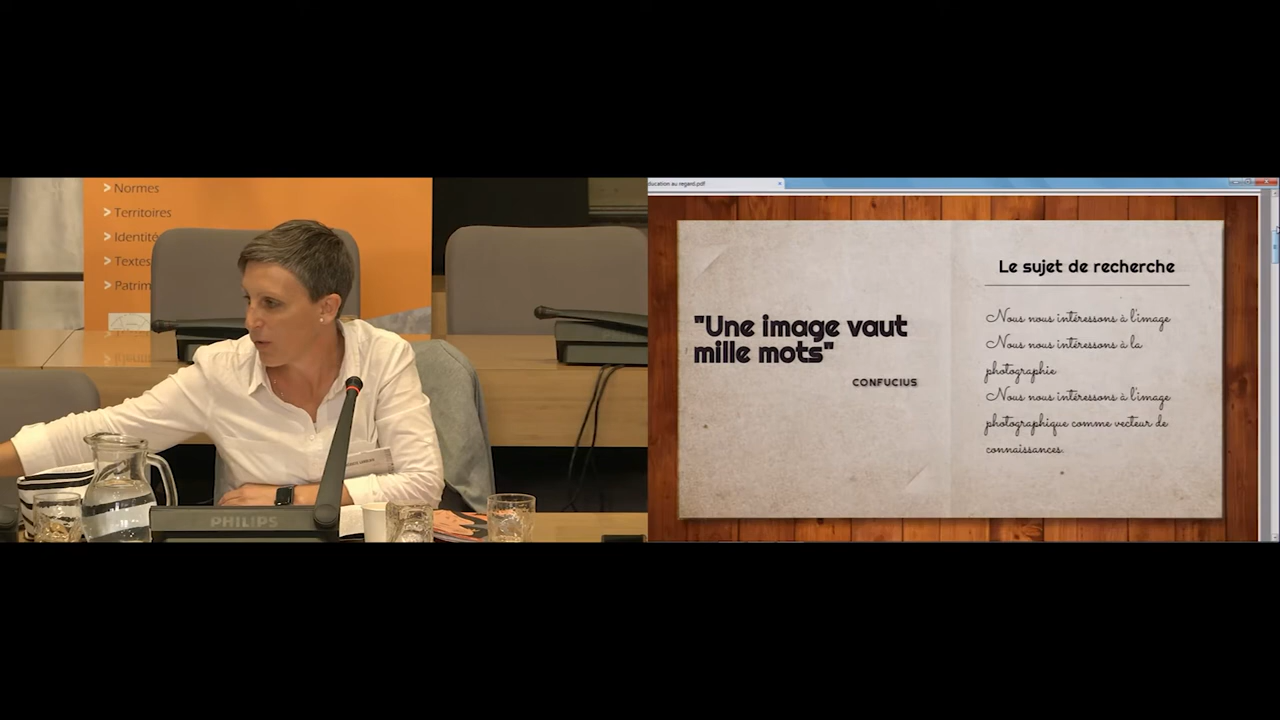 > Normes
> Territoires
> Identité
> Textes
> Patrim
PHILIPS
ducation au regard.pdf
"Une image vaut
mille mots"
CONFUCIUS
Le sujet de recherche
Nous nous intéressons à l'image
Nous nous intéressons à la
photographie
Nous nous intéressons à l'image
photographique comme vecteur de
connaissances.